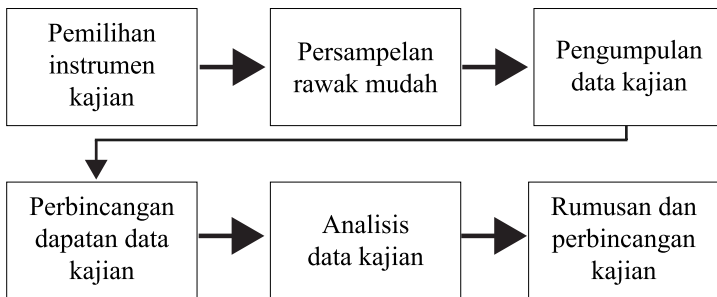 Pemilihan
instrumen
kajian
Persampelan
rawak mudah
Pengumpulan
data kajian
Perbincangan
dapatan data
kajian
Analisis
data kajian
Rumusan dan
perbincangan
kajian